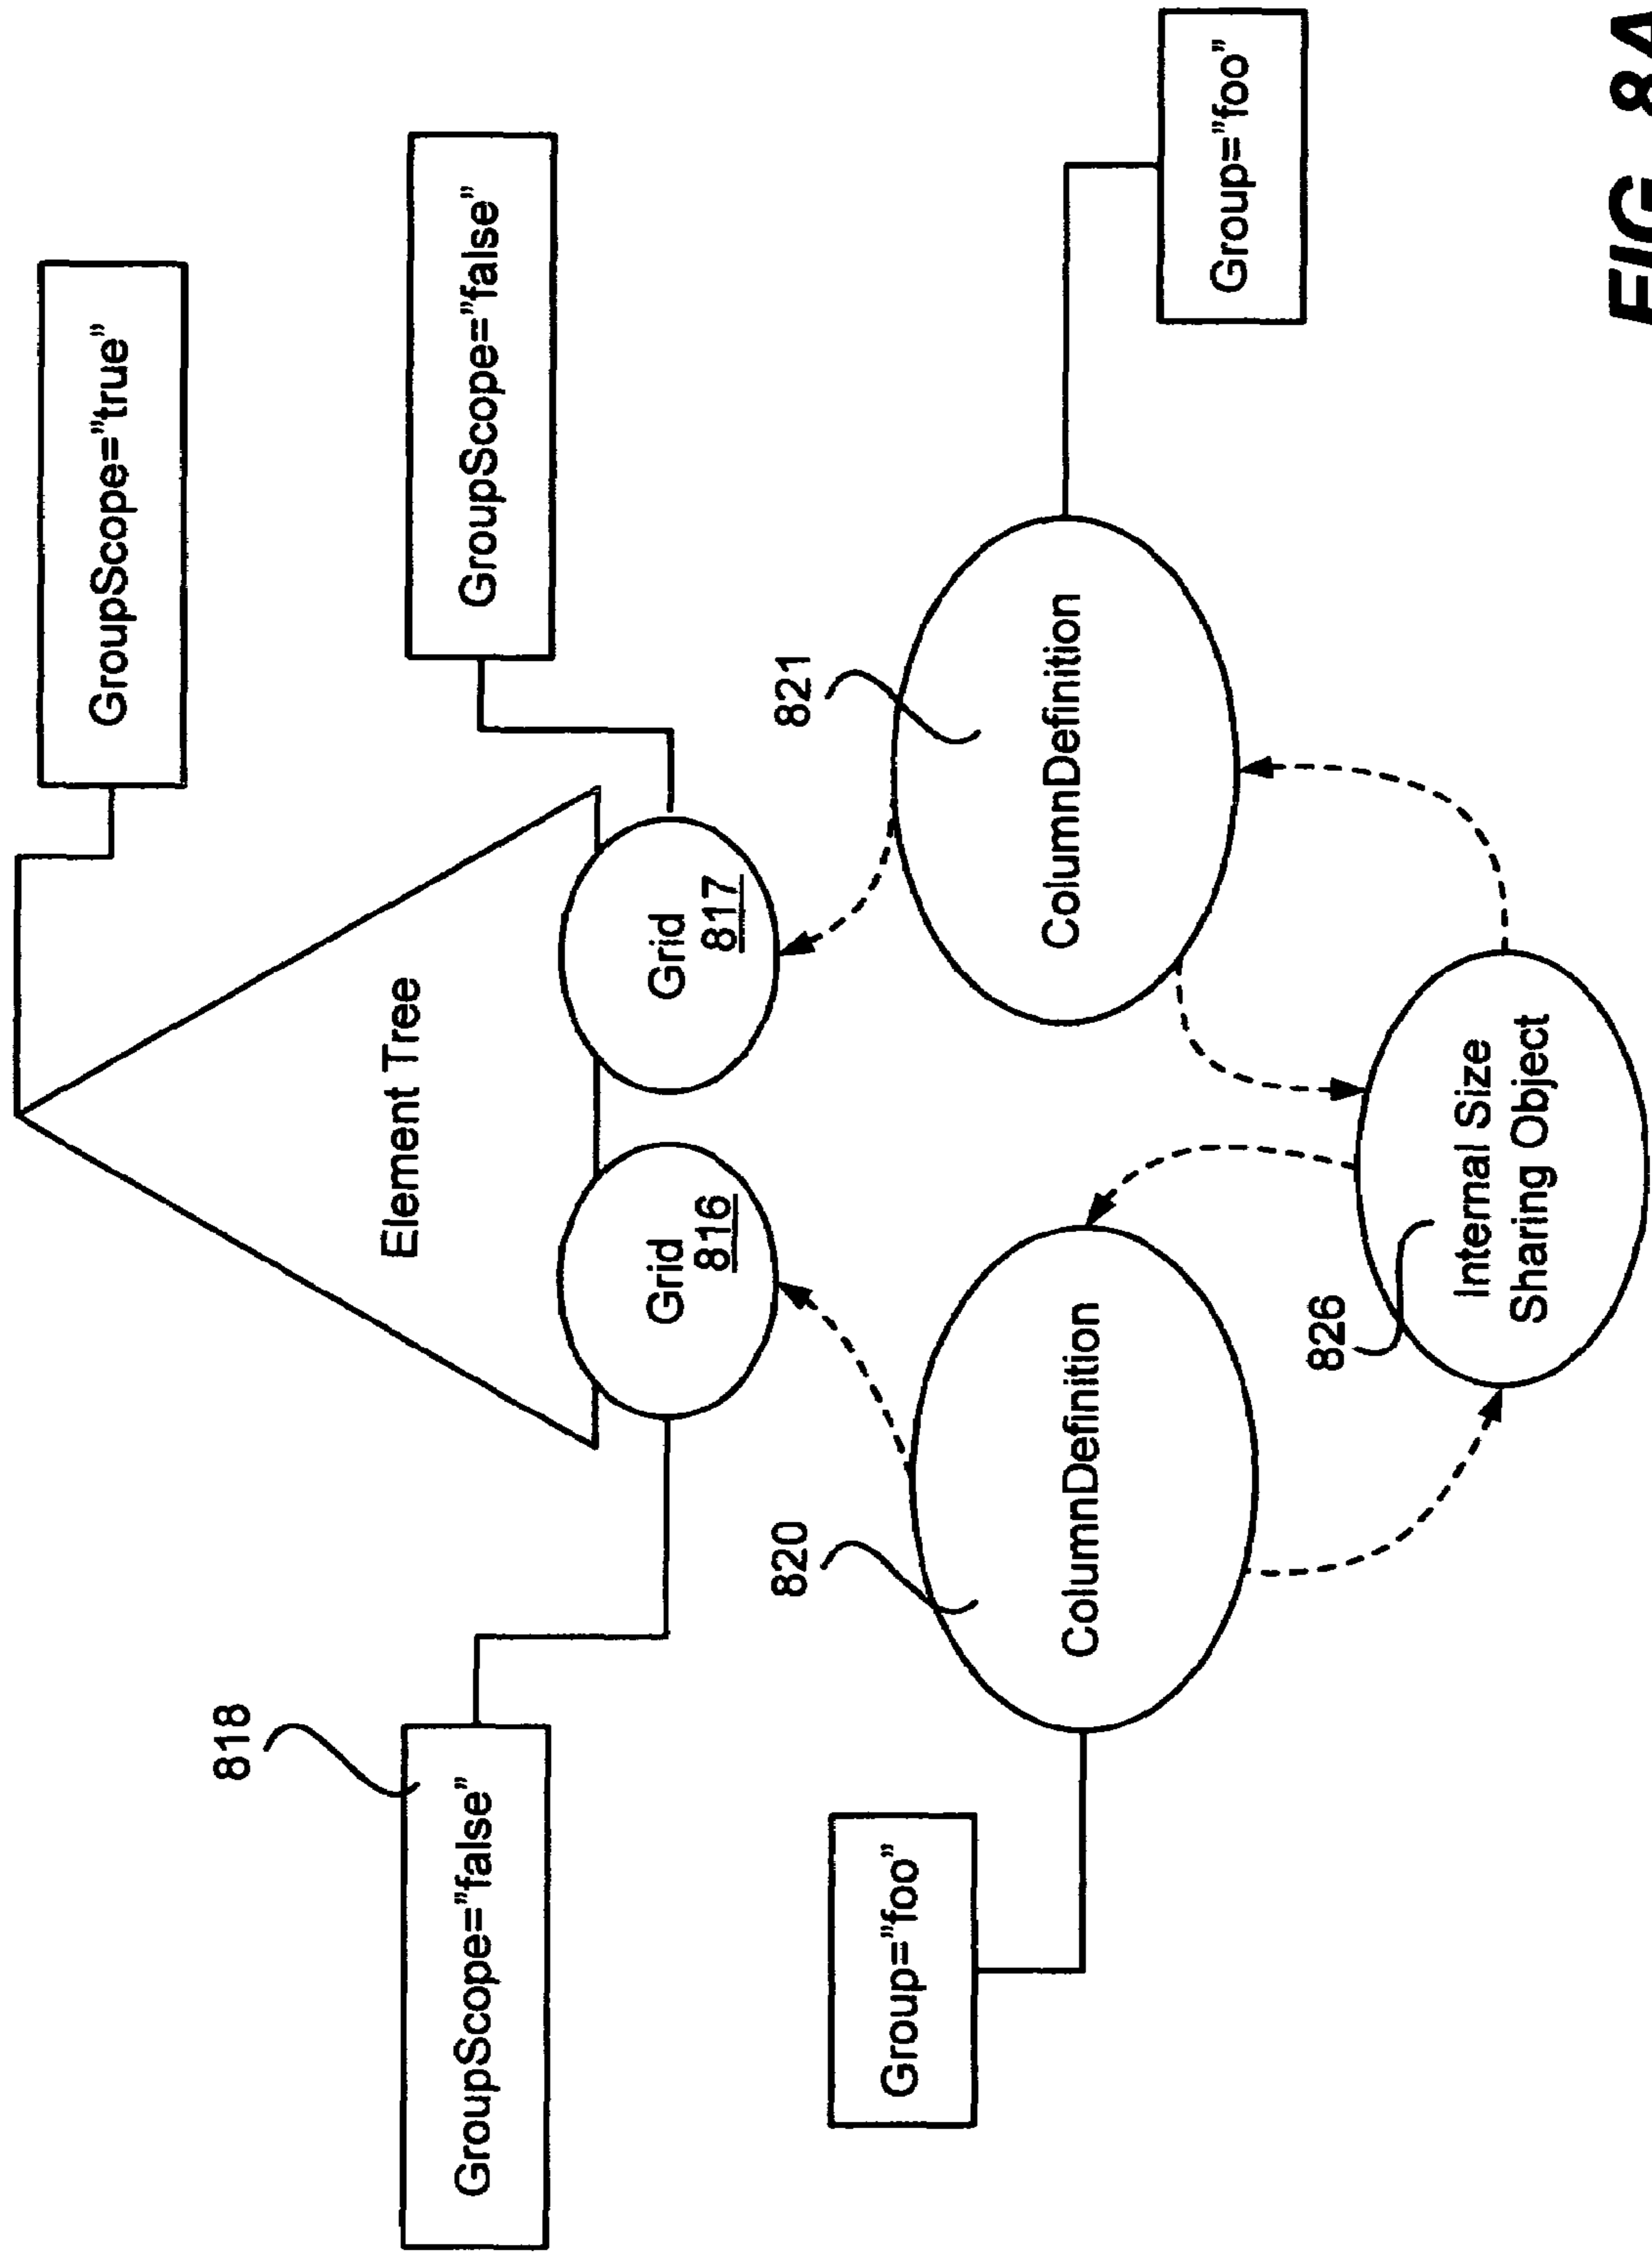 GroupScope="true"
818
GroupScope="false"
Element Tree
GroupScope="false"
Grid
816
Grid
817
820
821
Group="foo"
ColumnDefinition
ColumnDefinition
Group="foo"
826
Internal Size
Sharing Object
FIG. 8A